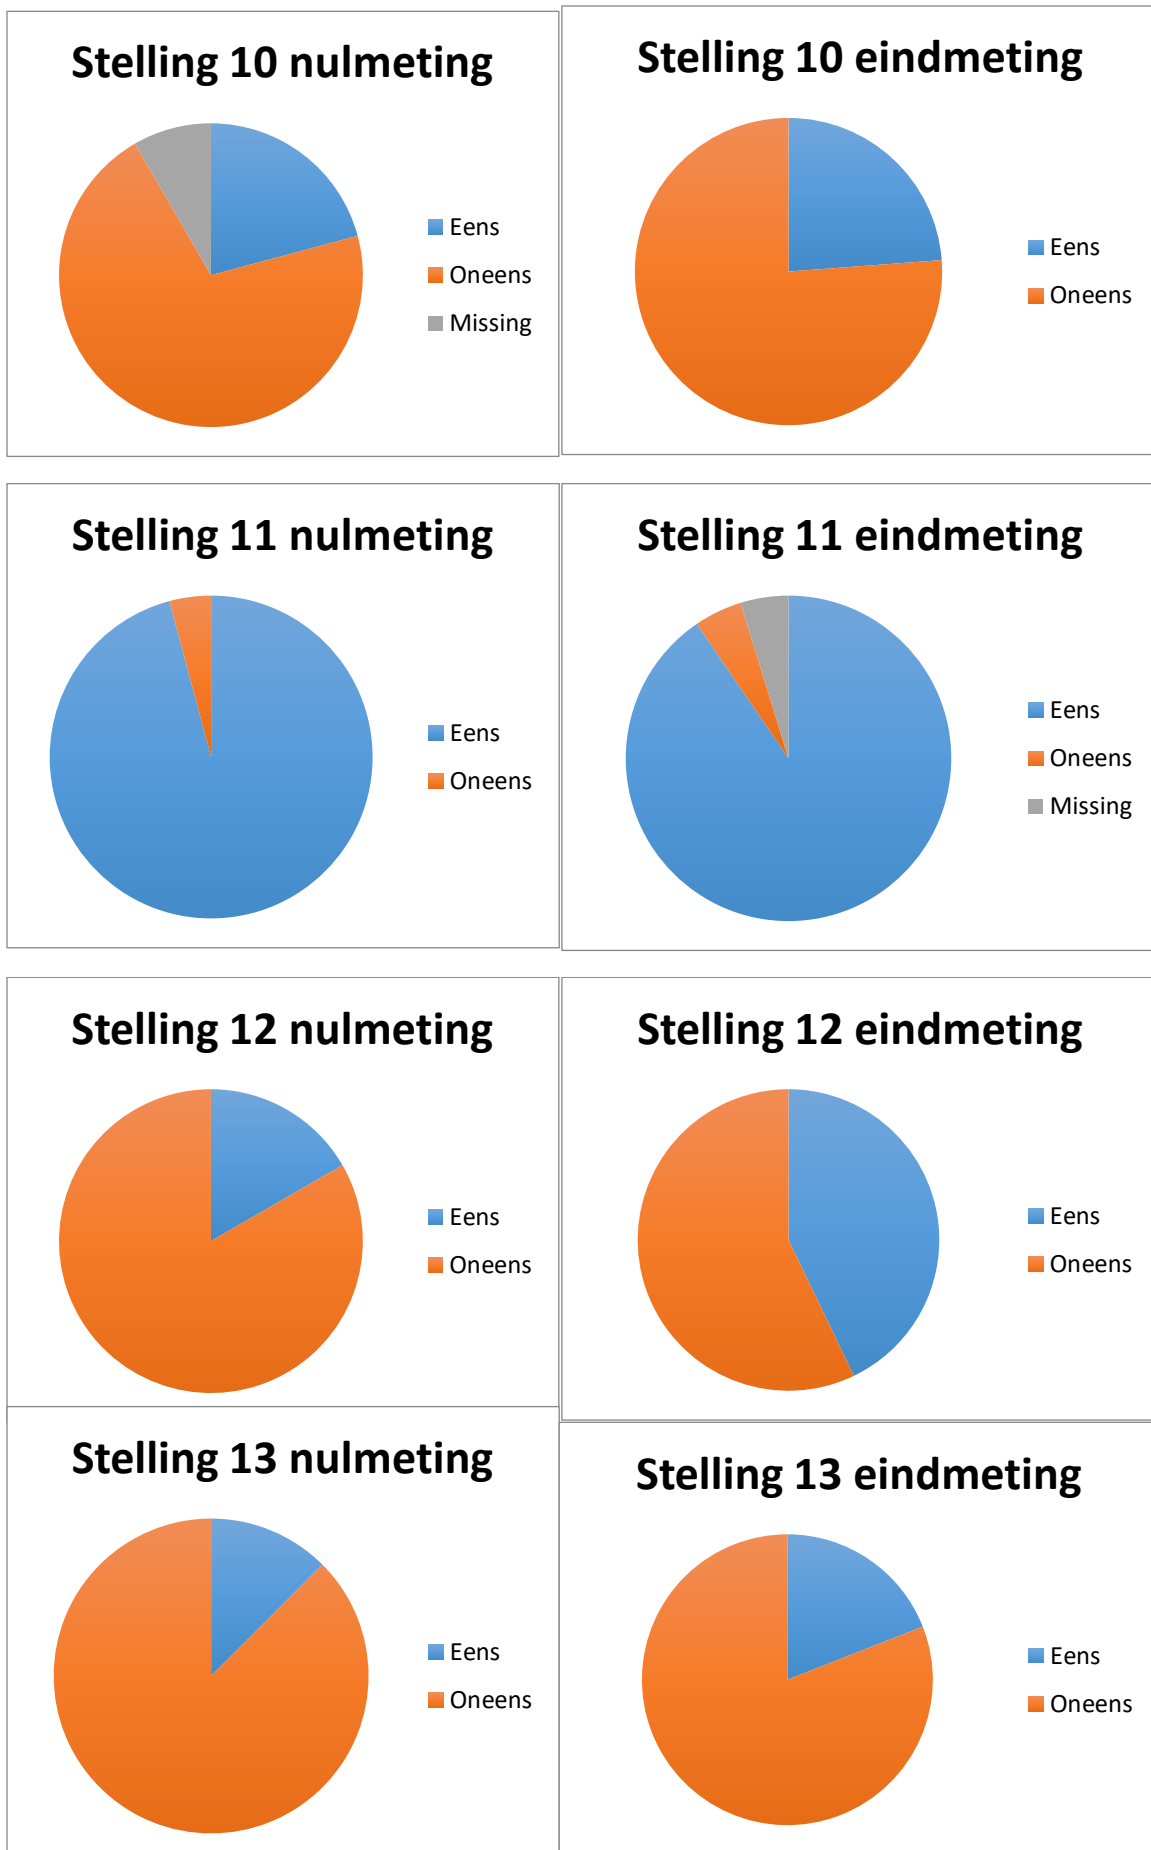 Stelling 10 nulmeting
Eens
Oneens
Missing
Stelling 10 eindmeting
Eens
Oneens
Stelling 11 nulmeting
Eens
Oneens
Stelling 11 eindmeting
Eens
Oneens
Missing
Stelling 12 nulmeting
Eens
Oneens
Stelling 12 eindmeting
Eens
Oneens
Stelling 13 nulmeting
Eens
Oneens
Stelling 13 eindmeting
Eens
Oneens